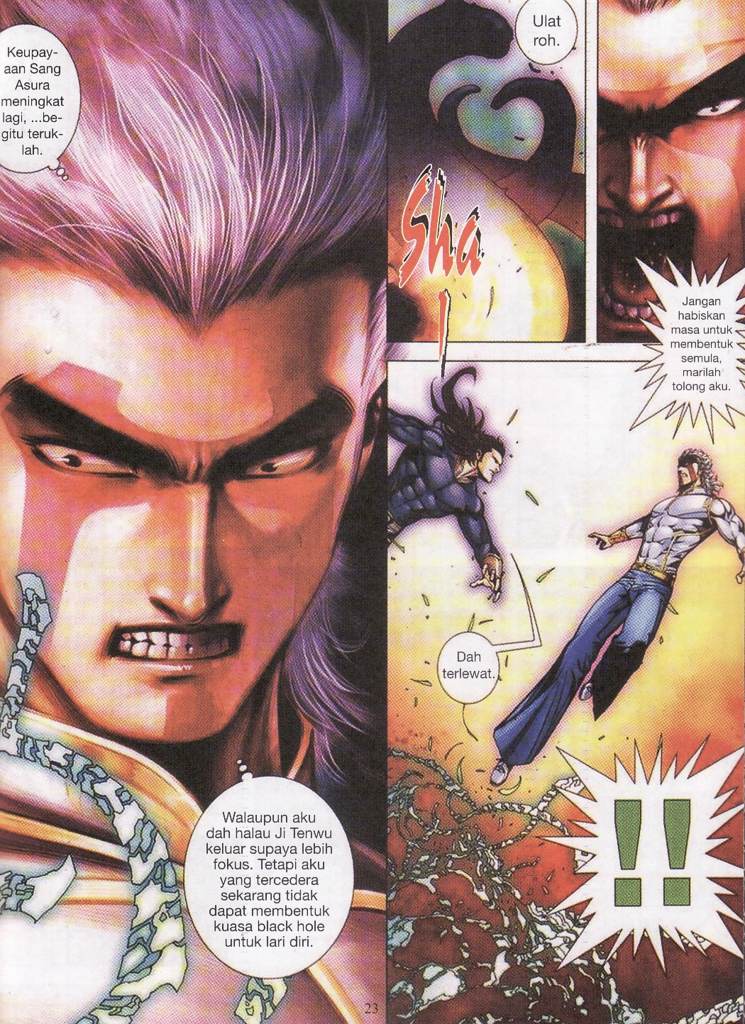 Keupay-
aan Sang
Asura
meningkat
lagi, ...be-
gitu teruk-
lah.
Walaupun aku
dah halau Ji Tenwu
keluar supaya lebih
fokus. Tetapi aku
yang tercedera
sekarang tidak
dapat membentuk
kuasa black hole
untuk lari diri.
23
Ulat
roh.
Sha
!
Jangan
habiskan
masa untuk
membentuk
semula,
marilah
tolong aku.
Dah
terlewat.
!!